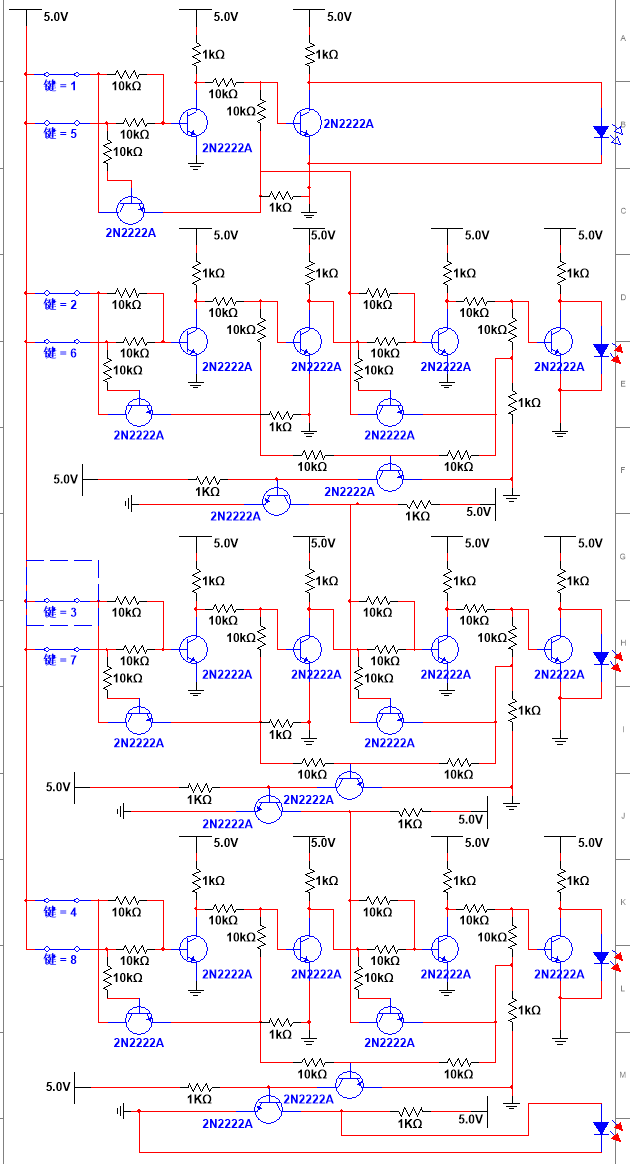 5.0V 5.0V 5.0V
A
1kΩ 1kΩ
键 = 1 10kΩ 10kΩ 10kΩ
键 = 5 10kΩ 2N2222A 2N2222A
B
10kΩ
1kΩ
C
2N2222A
5.0V 5.0V 5.0V 5.0V
1kΩ 1kΩ 1kΩ 1kΩ
D
键 = 2 10kΩ 10kΩ 10kΩ 10kΩ
10kΩ 10kΩ
键 = 6 10kΩ 10kΩ
2N2222A 2N2222A 2N2222A 2N2222A
10kΩ 10kΩ
E
1kΩ
1kΩ
2N2222A 2N2222A
10kΩ 10kΩ
F
5.0V
1KΩ 2N2222A
2N2222A 1KΩ 5.0V
5.0V 5.0V 5.0V 5.0V
G
1kΩ 1kΩ 1kΩ 1kΩ
键 = 3 10kΩ 10kΩ 10kΩ 10kΩ
10kΩ 10kΩ
H
键 = 7 10kΩ 10kΩ
2N2222A 2N2222A 2N2222A 2N2222A
10kΩ 10kΩ
1kΩ
1kΩ
I
2N2222A 2N2222A
10kΩ 10kΩ
5.0V
1KΩ 2N2222A
2N2222A 1KΩ 5.0V
J
5.0V 5.0V 5.0V 5.0V
1kΩ 1kΩ 1kΩ 1kΩ
K
键 = 4 10kΩ 10kΩ 10kΩ 10kΩ
10kΩ 10kΩ
键 = 8 10kΩ 10kΩ
2N2222A 2N2222A 2N2222A 2N2222A
10kΩ 10kΩ
L
1kΩ
1kΩ
2N2222A 2N2222A
10kΩ 10kΩ
M
5.0V
1KΩ 2N2222A
2N2222A 1KΩ 5.0V